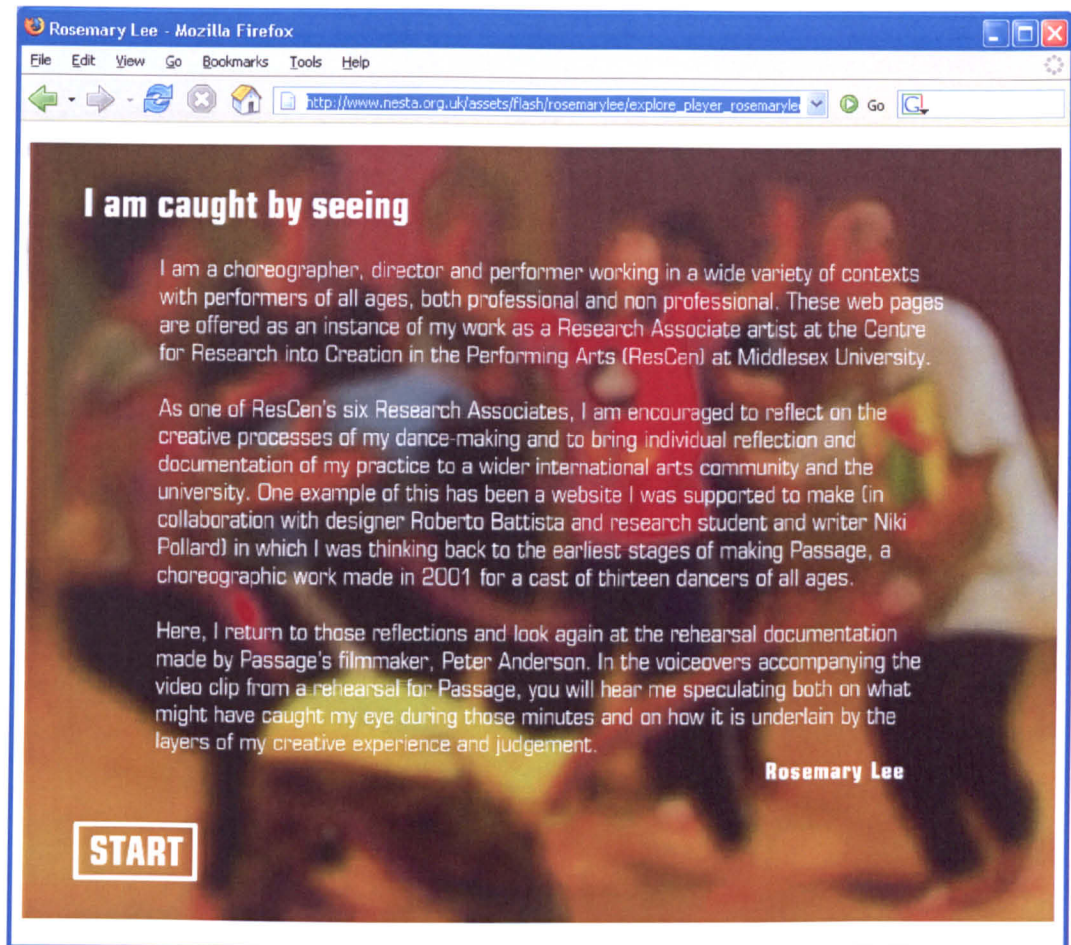 Rosemary Lee - Mozilla Firefox
File Edit View Go Bookmarks Tools Help
http://www.nesta.org.uk/assets/flash/rosemarylee/explore_player_rosemaryle Go G
I am caught by seeing
I am a choreographer, director and performer working in a wide variety of contexts
with performers of all ages, both professional and non professional. These web pages
are offered as an instance of my work as a Research Associate artist at the Centre
for Research into Creation in the Performing Arts (ResCen) at Middlesex University.
As one of ResCen's six Research Associates, I am encouraged to reflect on the
creative processes of my dance-making and to bring individual reflection and
documentation of my practice to a wider international arts community and the
university. One example of this has been a website I was supported to make (in
collaboration with designer Roberto Battista and research student and writer Niki
Pollard) in which I was thinking back to the earliest stages of making Passage, a
choreographic work made in 2001 for a cast of thirteen dancers of all ages.
Here, I return to those reflections and look again at the rehearsal documentation
made by Passage's filmmaker, Peter Anderson. In the voiceovers accompanying the
video clip from a rehearsal for Passage, you will hear me speculating both on what
might have caught my eye during those minutes and on how it is underlain by the
layers of my creative experience and judgement.
Rosemary Lee
START